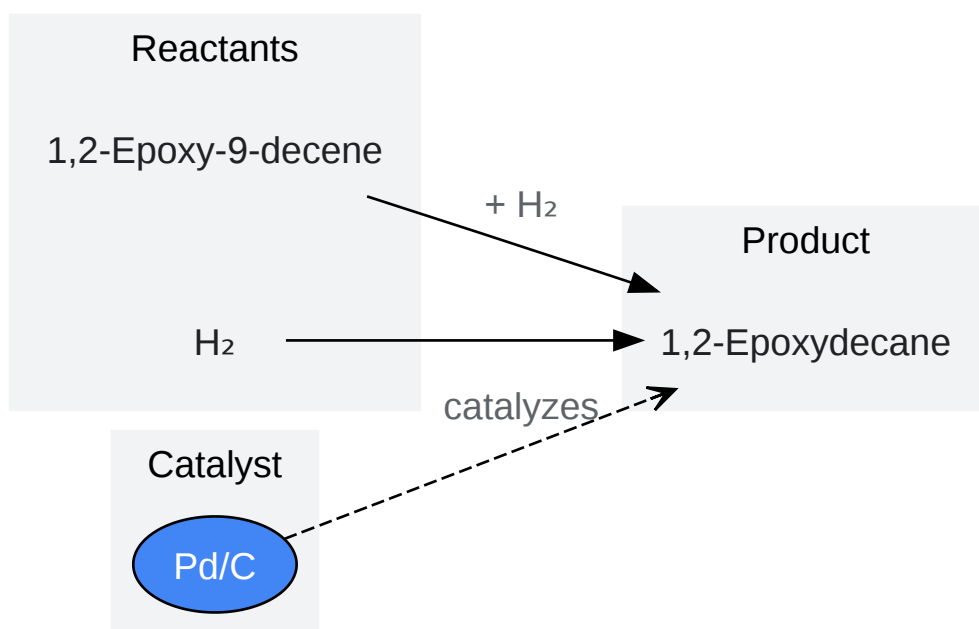 Reactants
1,2-Epoxy-9-decene
+ H₂
Product
H₂
1,2-Epoxydecane
catalyzes
Catalyst
Pd/C